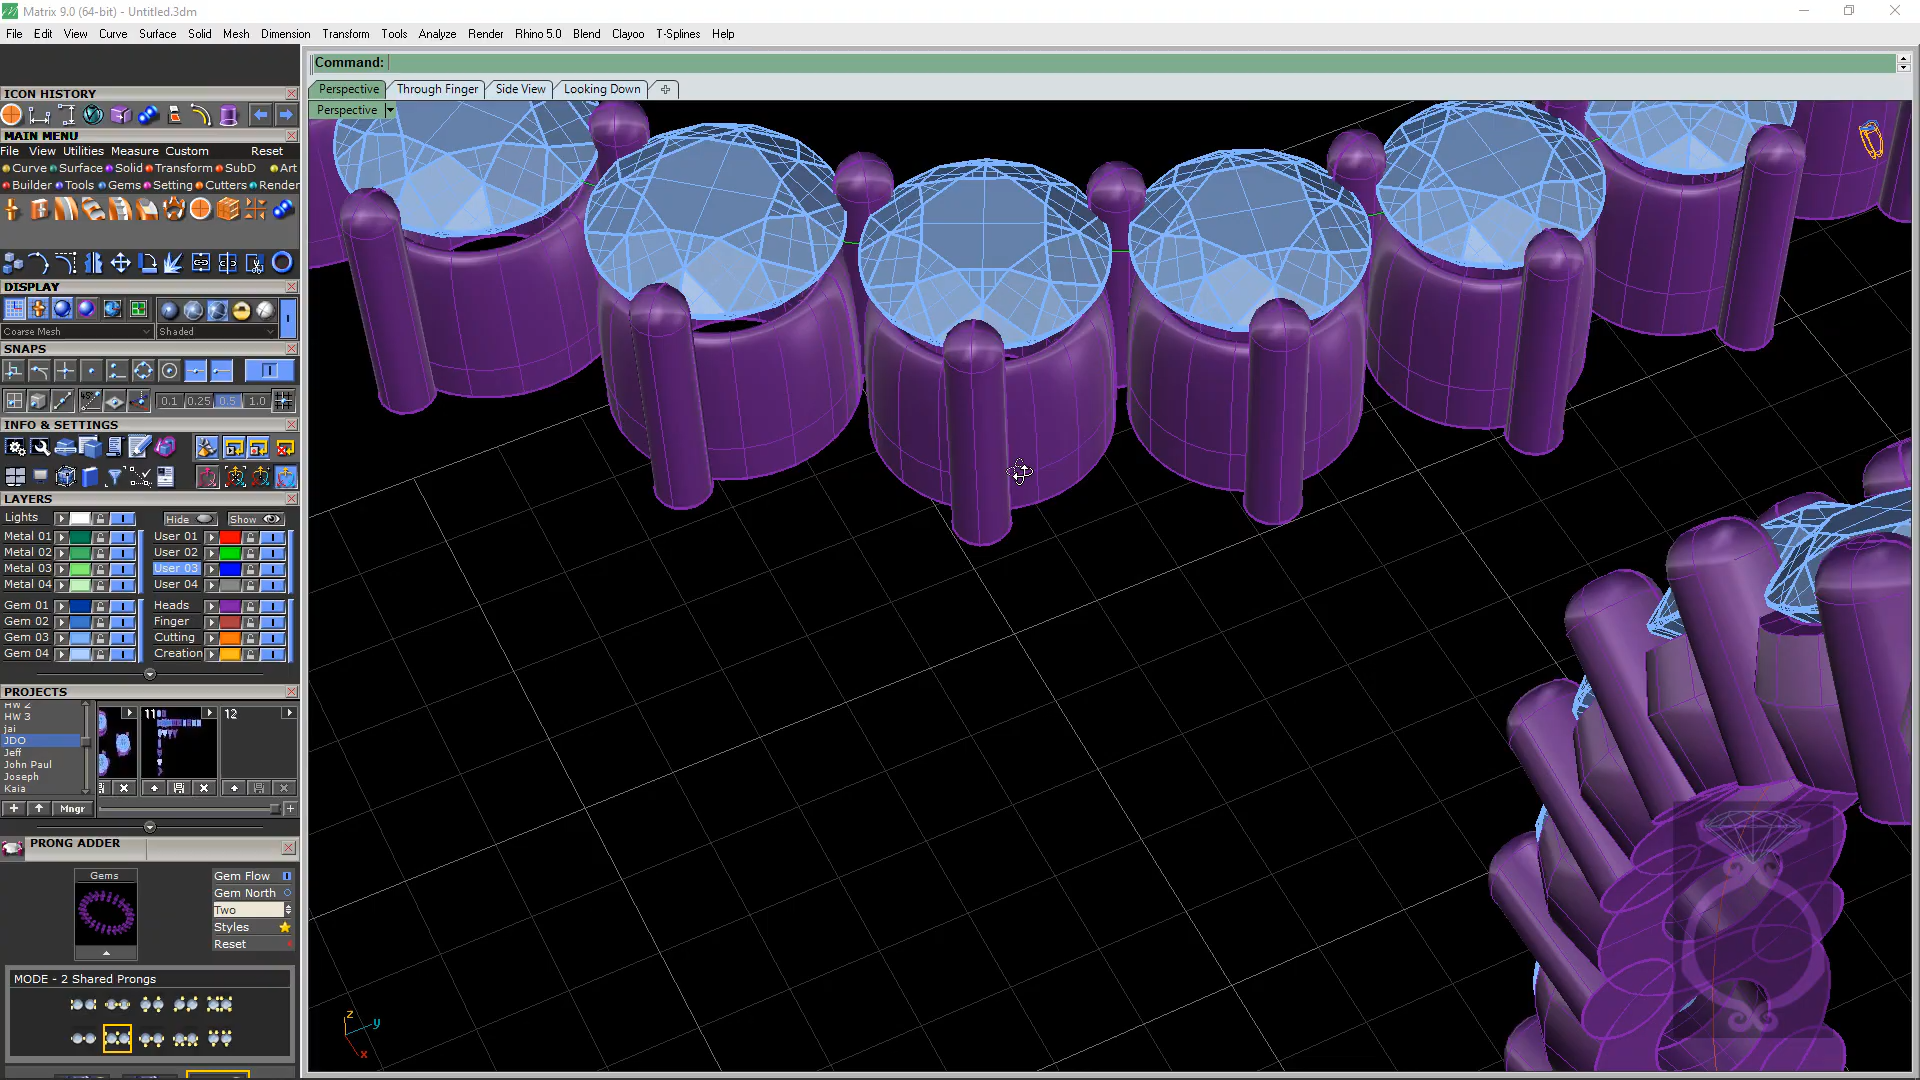 Matrix 9.0 (64-bit) - Untitled.3dm
File Edit View Curve Surface Solid Mesh Dimension Transform Tools Analyze Render Rhino 5.0 Blend Clayoo T-Splines Help
Command:
Perspective Through Finger Side View Looking Down
Perspective
ICON HISTORY
MAIN MENU
File View Utilities Measure Custom Reset
Curve Surface Solid Transform SubD Art
Builder Tools Gems Setting Cutters Render
DISPLAY
Coarse Mesh Shaded
SNAPS
0.1 0.25 0.5 1.0
INFO & SETTINGS
LAYERS
Lights Hide Show
Metal 01 User 01
Metal 02 User 02
Metal 03 User 03
Metal 04 User 04
Gem 01 Heads
Gem 02 Finger
Gem 03 Cutting
Gem 04 Creation
PROJECTS
HW 2
HW 3
jai
JDO
Jeff
John Paul
Joseph
Kaia
11
12
Mngr
PRONG ADDER
Gems
Gem Flow
Gem North
Two
Styles
Reset
MODE - 2 Shared Prongs
z
y
x